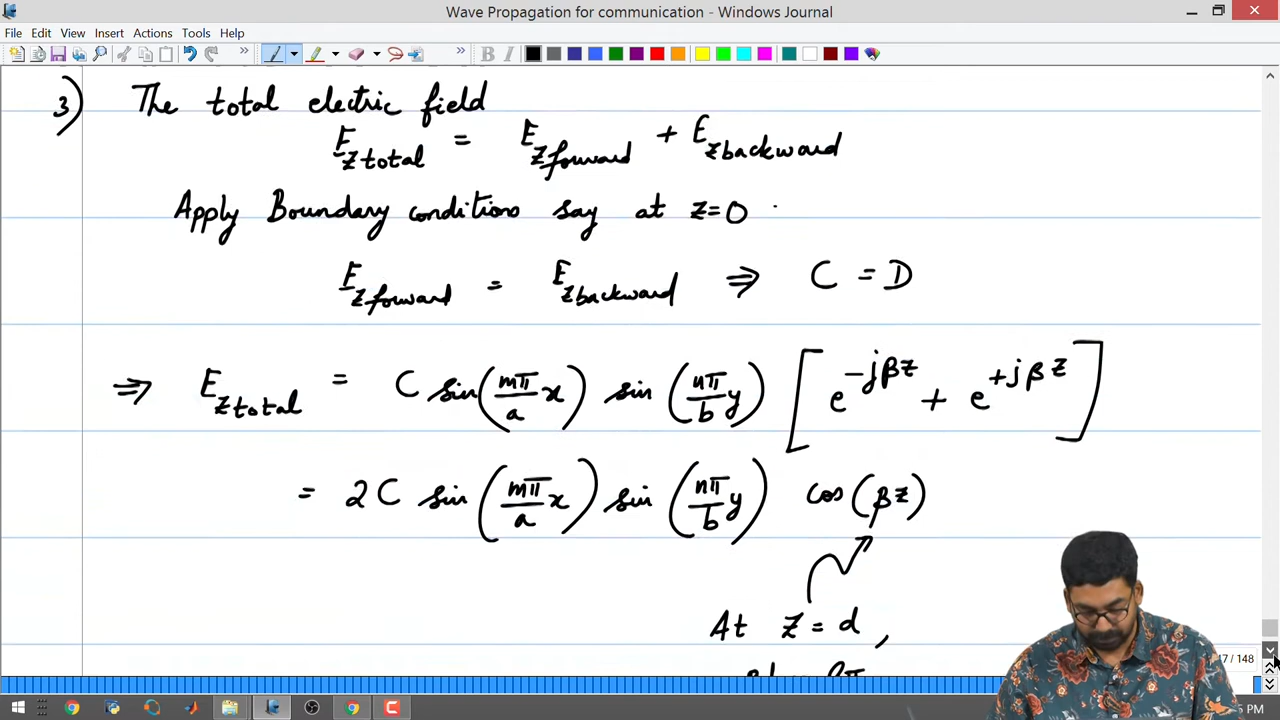 Wave Propagation for communication - Windows Journal
File Edit View Insert Actions Tools Help
3) The total electric field
E_z total = E_z forward + E_z backward
Apply Boundary conditions say at z=0
E_z forward = E_z backward ⇒ C = D
⇒ E_z total = C sin(mπ/a x) sin(nπ/b y) [e^-jβz + e^+jβz]
= 2C sin(mπ/a x) sin(nπ/b y) cos(βz)
At z = d,